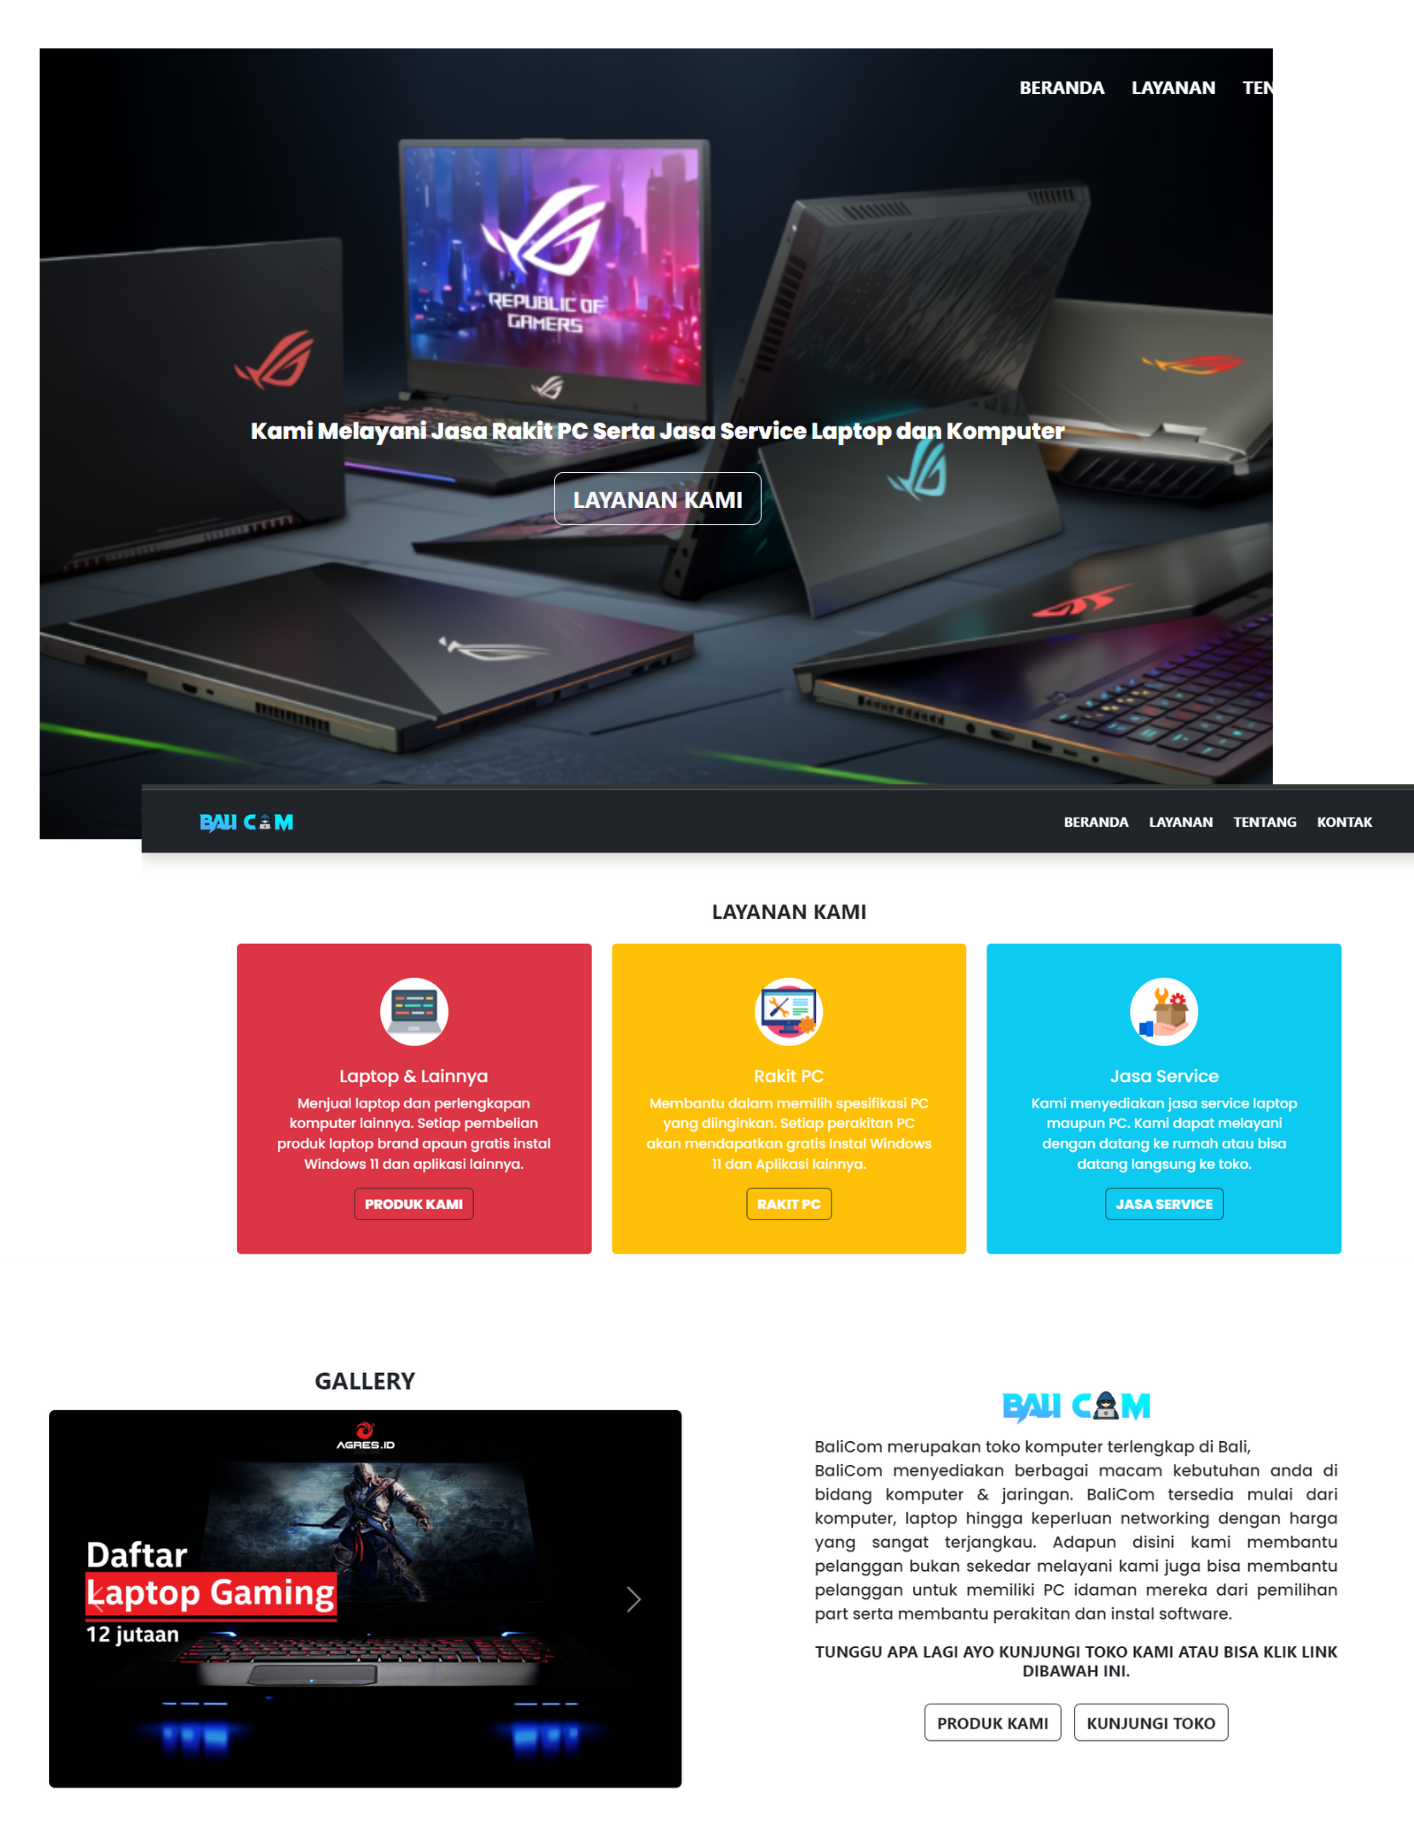 BERANDA LAYANAN TEN
REPUBLIC OF
GAMERS
Kami Melayani Jasa Rakit PC Serta Jasa Service Laptop dan Komputer
LAYANAN KAMI
BALI COM
BERANDA LAYANAN TENTANG KONTAK
LAYANAN KAMI
Laptop & Lainnya
Menjual laptop dan perlengkapan
komputer lainnya. Setiap pembelian
produk laptop brand apaun gratis instal
Windows 11 dan aplikasi lainnya.
PRODUK KAMI
Rakit PC
Membantu dalam memilih spesifikasi PC
yang diinginkan. Setiap perakitan PC
akan mendapatkan gratis Instal Windows
11 dan Aplikasi lainnya.
RAKIT PC
Jasa Service
Kami menyediakan jasa service laptop
maupun PC. Kami dapat melayani
dengan datang ke rumah atau bisa
datang langsung ke toko.
JASA SERVICE
GALLERY
AGRES.ID
Daftar
Laptop Gaming
12 jutaan
BALI COM
BaliCom merupakan toko komputer terlengkap di Bali,
BaliCom menyediakan berbagai macam kebutuhan anda di
bidang komputer & jaringan. BaliCom tersedia mulai dari
komputer, laptop hingga keperluan networking dengan harga
yang sangat terjangkau. Adapun disini kami membantu
pelanggan bukan sekedar melayani kami juga bisa membantu
pelanggan untuk memiliki PC idaman mereka dari pemilihan
part serta membantu perakitan dan instal software.
TUNGGU APA LAGI AYO KUNJUNGI TOKO KAMI ATAU BISA KLIK LINK
DIBAWAH INI.
PRODUK KAMI
KUNJUNGI TOKO